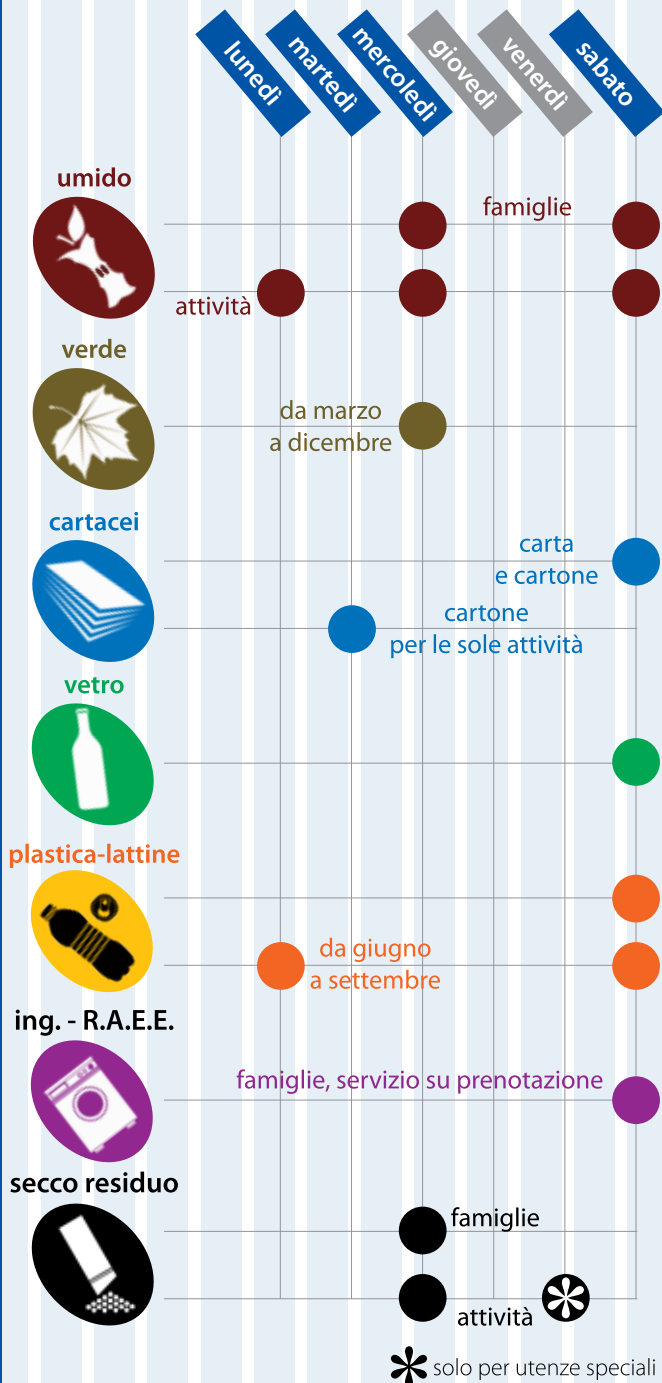 lunedì
martedì
mercoledì
giovedì
venerdì
sabato
umido
famiglie
attività
verde
da marzo
a dicembre
cartacei
carta
e cartone
cartone
per le sole attività
vetro
plastica-lattine
da giugno
a settembre
ing. - R.A.E.E.
famiglie, servizio su prenotazione
secco residuo
famiglie
attività
* solo per utenze speciali